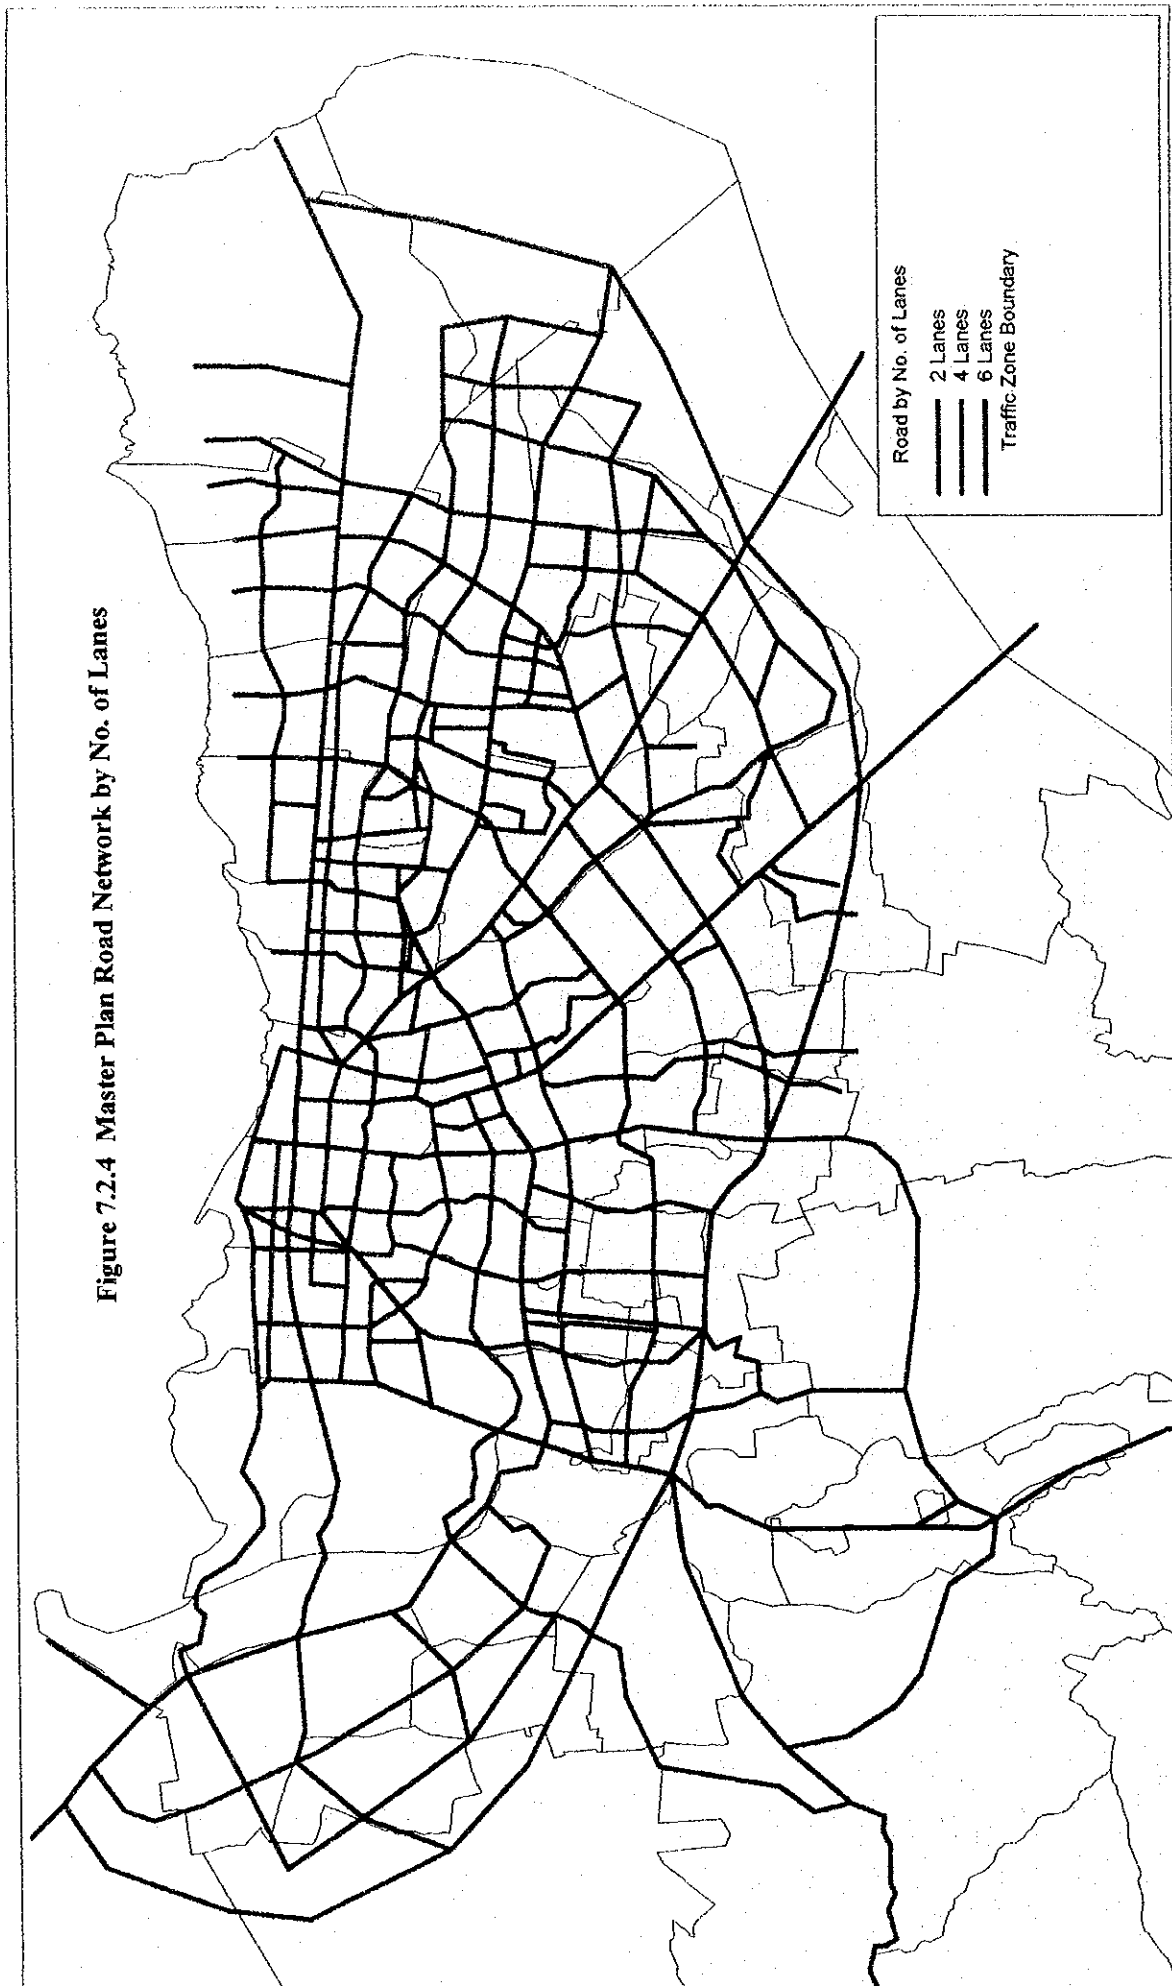 Figure 7.2.4 Master Plan Road Network by No. of Lanes
Road by No. of Lanes
2 Lanes
4 Lanes
6 Lanes
Traffic Zone Boundary